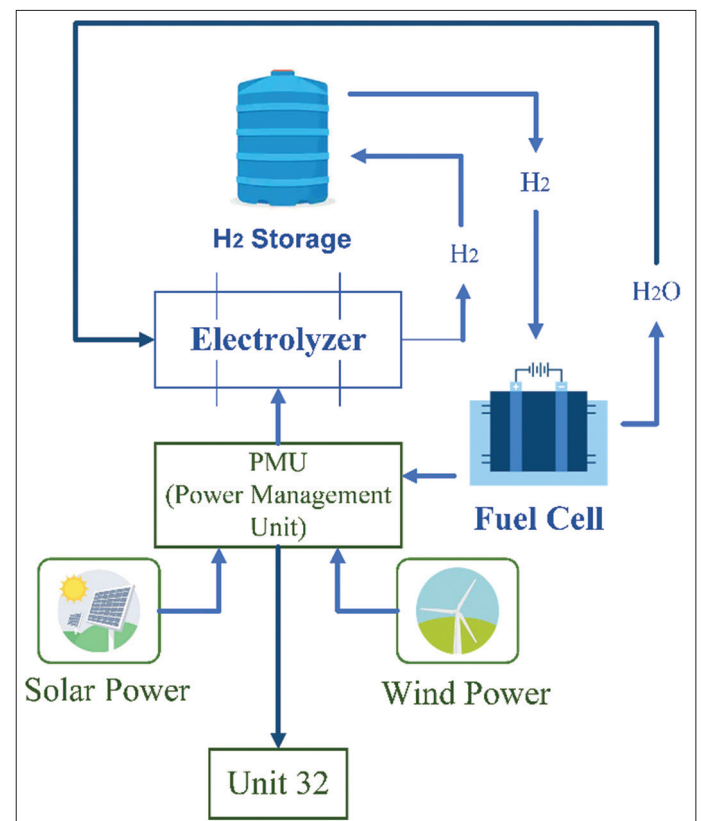 H2
H2 Storage
H2
H2O
Electrolyzer
PMU
(Power Management
Unit)
Fuel Cell
Solar Power
Wind Power
Unit 32